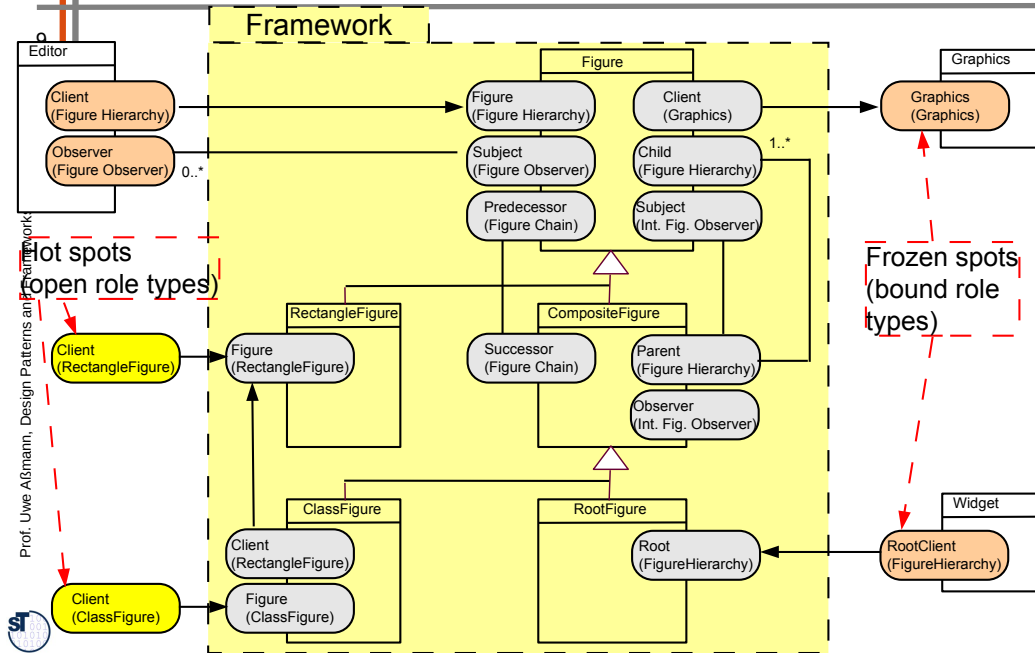 Framework
Editor
Client
(Figure Hierarchy)
Observer
(Figure Observer)
0..*
Figure
Figure
(Figure Hierarchy)
Subject
(Figure Observer)
Predecessor
(Figure Chain)
Client
(Graphics)
Child
(Figure Hierarchy)
1..*
Subject
(Int. Fig. Observer)
Graphics
Graphics
(Graphics)
Hot spots
(open role types)
Frozen spots
(bound role
types)
Client
(RectangleFigure)
RectangleFigure
Figure
(RectangleFigure)
CompositeFigure
Successor
(Figure Chain)
Parent
(Figure Hierarchy)
Observer
(Int. Fig. Observer)
ClassFigure
Client
(RectangleFigure)
Figure
(ClassFigure)
RootFigure
Root
(FigureHierarchy)
Widget
RootClient
(FigureHierarchy)
Client
(ClassFigure)
Prof. Uwe Aßmann, Design Patterns and Frameworks
ST